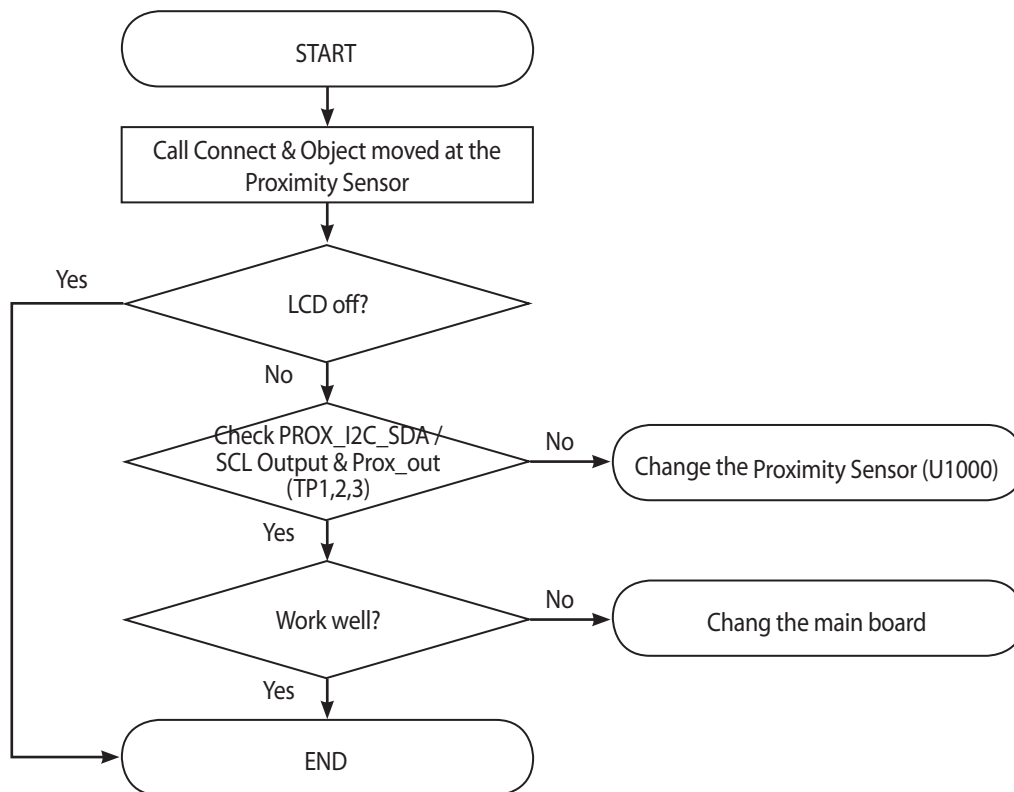 START
Call Connect & Object moved at the
Proximity Sensor
Yes
LCD off?
No
Check PROX_I2C_SDA /
SCL Output & Prox_out
(TP1,2,3)
No
Change the Proximity Sensor (U1000)
Yes
Work well?
No
Chang the main board
Yes
END